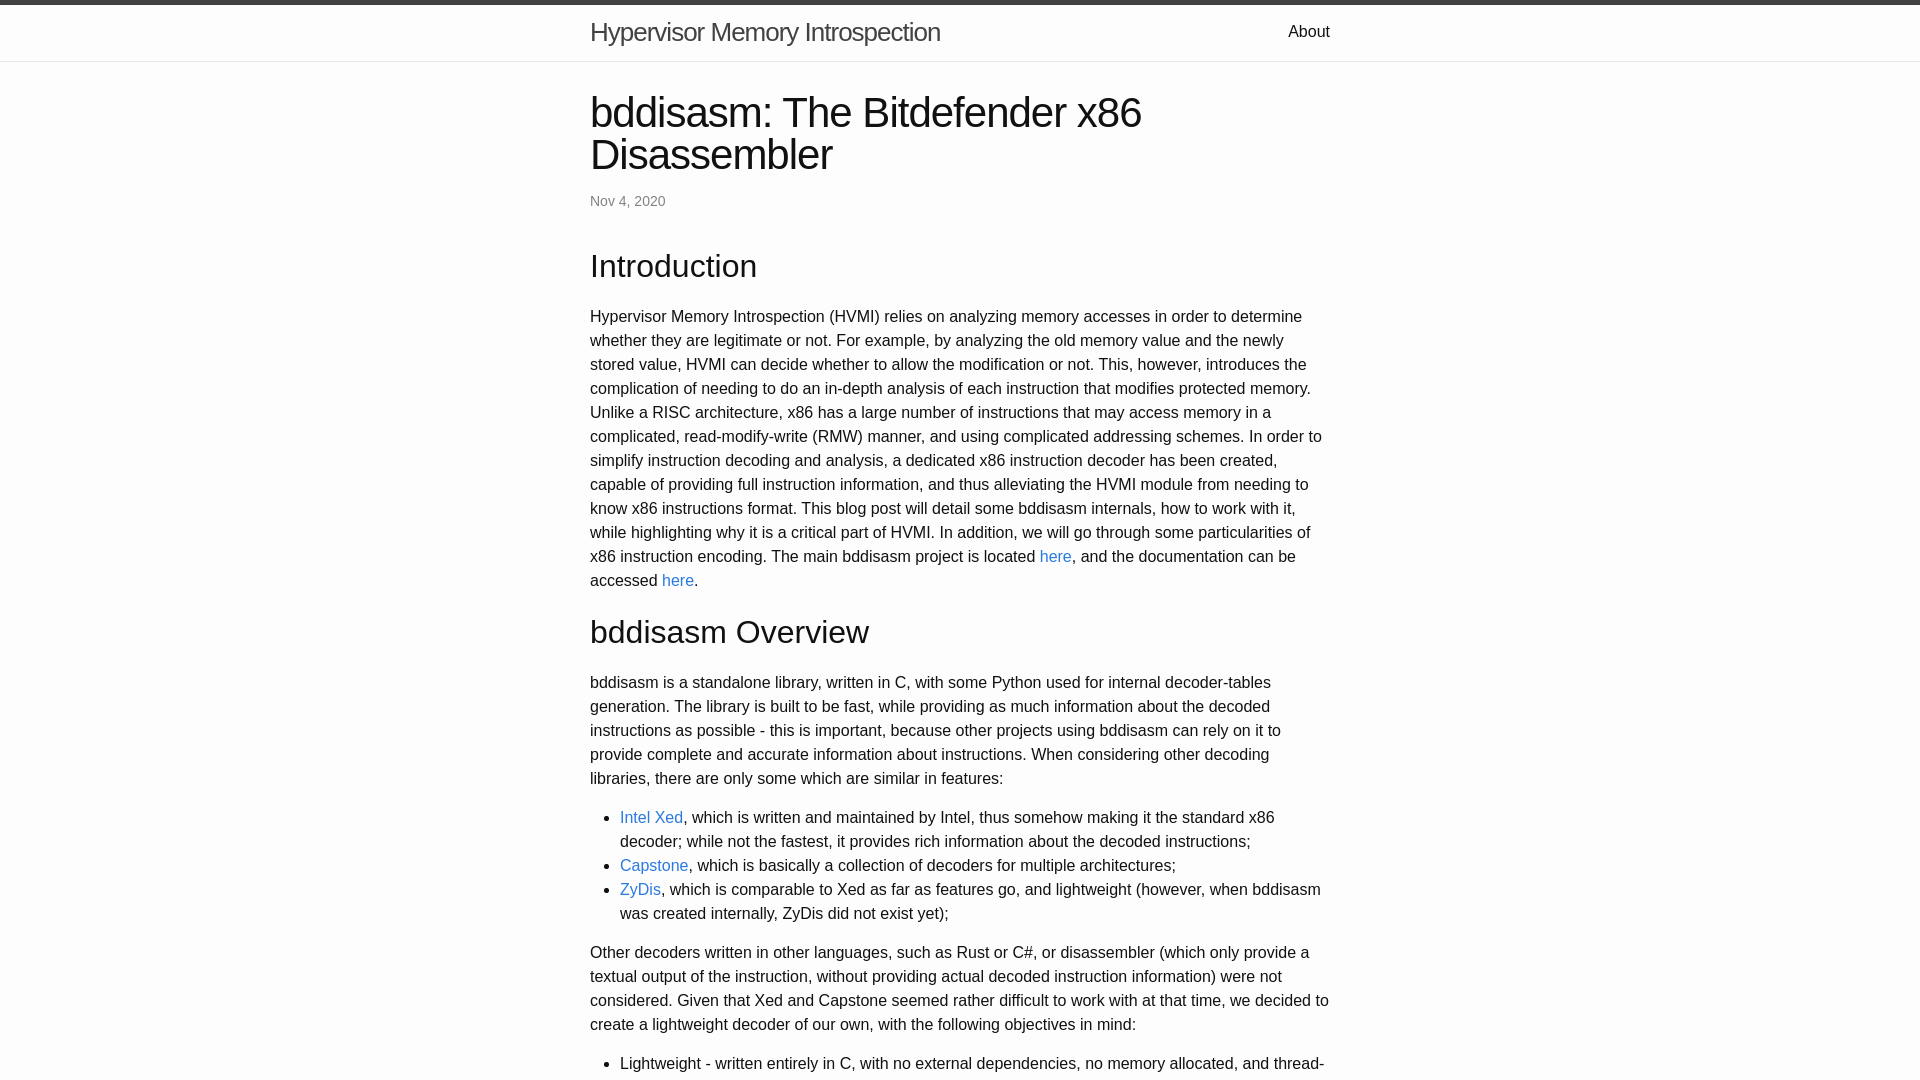 Hypervisor Memory Introspection
About
bddisasm: The Bitdefender x86
Disassembler
Nov 4, 2020
Introduction
Hypervisor Memory Introspection (HVMI) relies on analyzing memory accesses in order to determine
whether they are legitimate or not. For example, by analyzing the old memory value and the newly
stored value, HVMI can decide whether to allow the modification or not. This, however, introduces the
complication of needing to do an in-depth analysis of each instruction that modifies protected memory.
Unlike a RISC architecture, x86 has a large number of instructions that may access memory in a
complicated, read-modify-write (RMW) manner, and using complicated addressing schemes. In order to
simplify instruction decoding and analysis, a dedicated x86 instruction decoder has been created,
capable of providing full instruction information, and thus alleviating the HVMI module from needing to
know x86 instructions format. This blog post will detail some bddisasm internals, how to work with it,
while highlighting why it is a critical part of HVMI. In addition, we will go through some particularities of
x86 instruction encoding. The main bddisasm project is located here, and the documentation can be
accessed here.
bddisasm Overview
bddisasm is a standalone library, written in C, with some Python used for internal decoder-tables
generation. The library is built to be fast, while providing as much information about the decoded
instructions as possible - this is important, because other projects using bddisasm can rely on it to
provide complete and accurate information about instructions. When considering other decoding
libraries, there are only some which are similar in features:
• Intel Xed, which is written and maintained by Intel, thus somehow making it the standard x86
decoder; while not the fastest, it provides rich information about the decoded instructions;
• Capstone, which is basically a collection of decoders for multiple architectures;
• ZyDis, which is comparable to Xed as far as features go, and lightweight (however, when bddisasm
was created internally, ZyDis did not exist yet);
Other decoders written in other languages, such as Rust or C#, or disassembler (which only provide a
textual output of the instruction, without providing actual decoded instruction information) were not
considered. Given that Xed and Capstone seemed rather difficult to work with at that time, we decided to
create a lightweight decoder of our own, with the following objectives in mind:
• Lightweight - written entirely in C, with no external dependencies, no memory allocated, and thread-